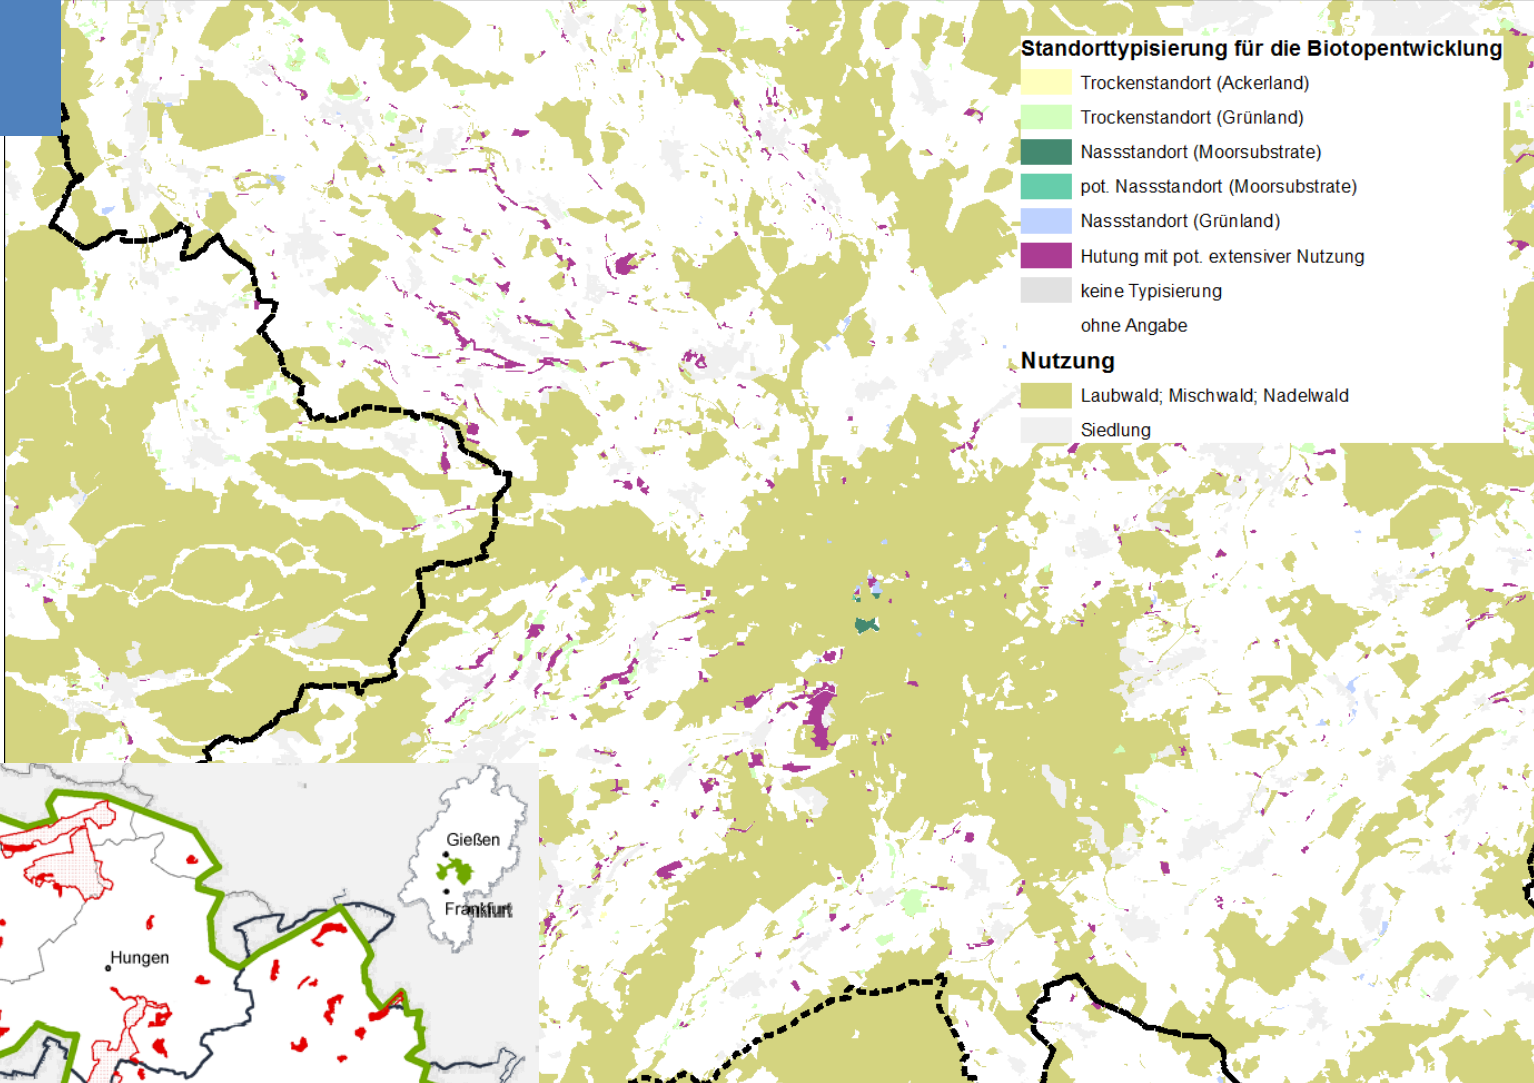 Standorttypisierung für die Biotopentwicklung
Trockenstandort (Ackerland)
Trockenstandort (Grünland)
Nassstandort (Moorsubstrate)
pot. Nassstandort (Moorsubstrate)
Nassstandort (Grünland)
Hutung mit pot. extensiver Nutzung
keine Typisierung
ohne Angabe
Nutzung
Laubwald; Mischwald; Nadelwald
Siedlung
Gießen
Frankfurt
Hungen